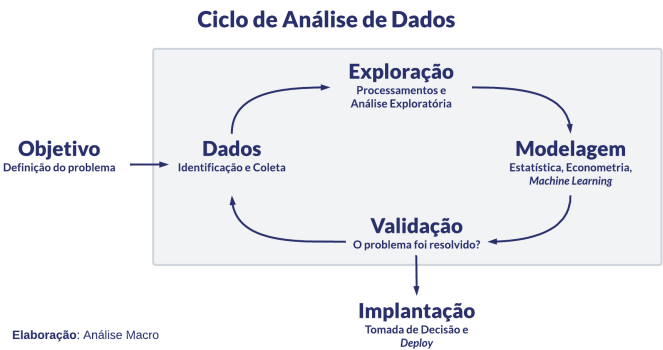 Ciclo de Análise de Dados
Exploração
Processamentos e
Análise Exploratória
Objetivo
Definição do problema
Dados
Identificação e Coleta
Modelagem
Estatística, Econometria,
Machine Learning
Validação
O problema foi resolvido?
Implantação
Tomada de Decisão e
Deploy
Elaboração: Análise Macro